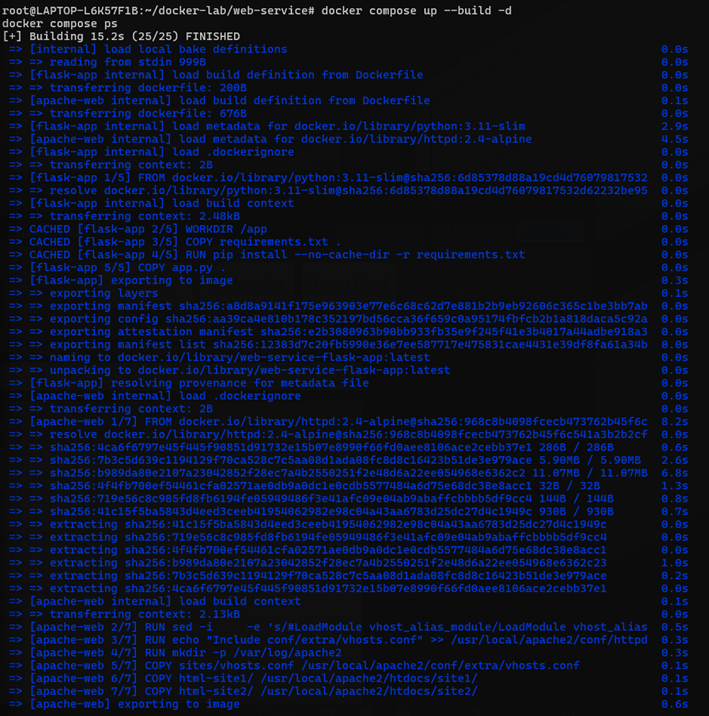 root@LAPTOP-L6K57F1B:~/docker-lab/web-service# docker compose up --build -d
docker compose ps
[+] Building 15.2s (25/25) FINISHED
=> [internal] load local bake definitions 0.0s
=> => reading from stdin 999B 0.0s
=> [flask-app internal] load build definition from Dockerfile 0.0s
=> => transferring dockerfile: 200B 0.0s
=> [apache-web internal] load build definition from Dockerfile 0.1s
=> => transferring dockerfile: 676B 0.0s
=> [flask-app internal] load metadata for docker.io/library/python:3.11-slim 2.9s
=> [apache-web internal] load metadata for docker.io/library/httpd:2.4-alpine 4.5s
=> [flask-app internal] load .dockerignore 0.0s
=> => transferring context: 2B 0.0s
=> [flask-app 1/5] FROM docker.io/library/python:3.11-slim@sha256:6d85378d88a19cd4d76079817532 0.0s
=> => resolve docker.io/library/python:3.11-slim@sha256:6d85378d88a19cd4d76079817532d62232be95 0.0s
=> [flask-app internal] load build context 0.0s
=> => transferring context: 2.48kB 0.0s
=> CACHED [flask-app 2/5] WORKDIR /app 0.0s
=> CACHED [flask-app 3/5] COPY requirements.txt . 0.0s
=> CACHED [flask-app 4/5] RUN pip install --no-cache-dir -r requirements.txt 0.0s
=> [flask-app 5/5] COPY app.py . 0.0s
=> [flask-app] exporting to image 0.3s
=> => exporting layers 0.1s
=> => exporting manifest sha256:a8d8a9141f175e963903e77e6c68c62d7e881b2b9eb92606c365c1be3bb7ab 0.0s
=> => exporting config sha256:aa39ca4e810b178c352197bd56cca36f659c0a95174fbfcb2b1a818daca5c92a 0.0s
=> => exporting attestation manifest sha256:e2b3080963b90bb933fb35e9f245f41e3b4017a44adbe918a3 0.0s
=> => exporting manifest list sha256:12383d7c20fb5990e36e7ee587717e475831cae4431e39df8fa61a34b 0.0s
=> => naming to docker.io/library/web-service-flask-app:latest 0.0s
=> => unpacking to docker.io/library/web-service-flask-app:latest 0.0s
=> [flask-app] resolving provenance for metadata file 0.0s
=> [apache-web internal] load .dockerignore 0.0s
=> => transferring context: 2B 0.0s
=> [apache-web 1/7] FROM docker.io/library/httpd:2.4-alpine@sha256:968c8b4098fcecb473762b45f6c 8.2s
=> => resolve docker.io/library/httpd:2.4-alpine@sha256:968c8b4098fcecb473762b45f6c541a3b2b2cf 0.0s
=> => sha256:4ca6f6797e45f445f90851d91732e15b07e8990f66fd0aee8106ace2cebb37e1 286B / 286B 0.6s
=> => sha256:7b3c5d639c1194129f70ca528c7c5aa08d1ada08fc8d8c16423b51de3e979ace 5.90MB / 5.90MB 2.6s
=> => sha256:b989da80e2107a23042852f28ec7a4b2550251f2e48d6a22ee054968e6362c2 11.07MB / 11.07MB 6.8s
=> => sha256:4f4fb700ef54461cfa02571ae0db9a0dc1e0cdb5577484a6d75e68dc38e8acc1 32B / 32B 1.3s
=> => sha256:719e56c8c985fd8fb6194fe05949486f3e41afc09e04ab9abaffcbbbb5df9cc4 144B / 144B 0.8s
=> => sha256:41c15f5ba5843d4eed3ceeb41954062982e98c04a43aa6783d25dc27d4c1949c 930B / 930B 0.7s
=> => extracting sha256:41c15f5ba5843d4eed3ceeb41954062982e98c04a43aa6783d25dc27d4c1949c 0.0s
=> => extracting sha256:719e56c8c985fd8fb6194fe05949486f3e41afc09e04ab9abaffcbbbb5df9cc4 0.0s
=> => extracting sha256:4f4fb700ef54461cfa02571ae0db9a0dc1e0cdb5577484a6d75e68dc38e8acc1 0.0s
=> => extracting sha256:b989da80e2107a23042852f28ec7a4b2550251f2e48d6a22ee054968e6362c23 1.0s
=> => extracting sha256:7b3c5d639c1194129f70ca528c7c5aa08d1ada08fc8d8c16423b51de3e979ace 0.2s
=> => extracting sha256:4ca6f6797e45f445f90851d91732e15b07e8990f66fd0aee8106ace2cebb37e1 0.0s
=> [apache-web internal] load build context 0.1s
=> => transferring context: 2.13kB 0.0s
=> [apache-web 2/7] RUN sed -i -e 's/#LoadModule vhost_alias_module/LoadModule vhost_alias 0.5s
=> [apache-web 3/7] RUN echo "Include conf/extra/vhosts.conf" >> /usr/local/apache2/conf/httpd 0.3s
=> [apache-web 4/7] RUN mkdir -p /var/log/apache2 0.3s
=> [apache-web 5/7] COPY sites/vhosts.conf /usr/local/apache2/conf/extra/vhosts.conf 0.1s
=> [apache-web 6/7] COPY html-site1/ /usr/local/apache2/htdocs/site1/ 0.1s
=> [apache-web 7/7] COPY html-site2/ /usr/local/apache2/htdocs/site2/ 0.1s
=> [apache-web] exporting to image 0.6s